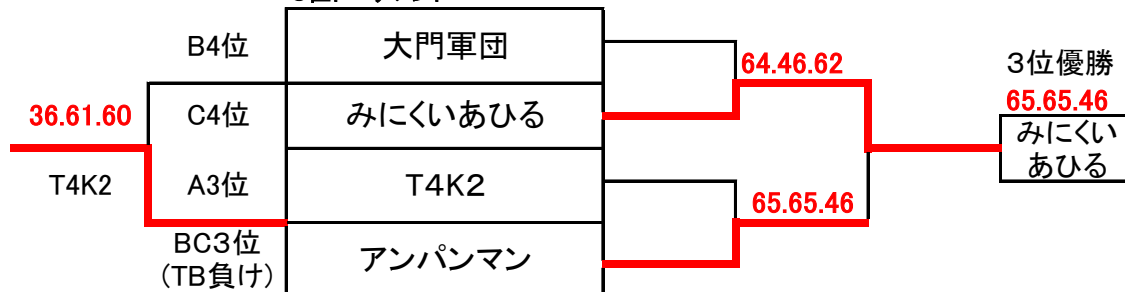 B4位
大門軍団
64.46.62
3位優勝
65.65.46
36.61.60
C4位
みにくいあひる
みにくい
あひる
T4K2
A3位
T4K2
65.65.46
BC3位
(TB負け)
アンパンマン